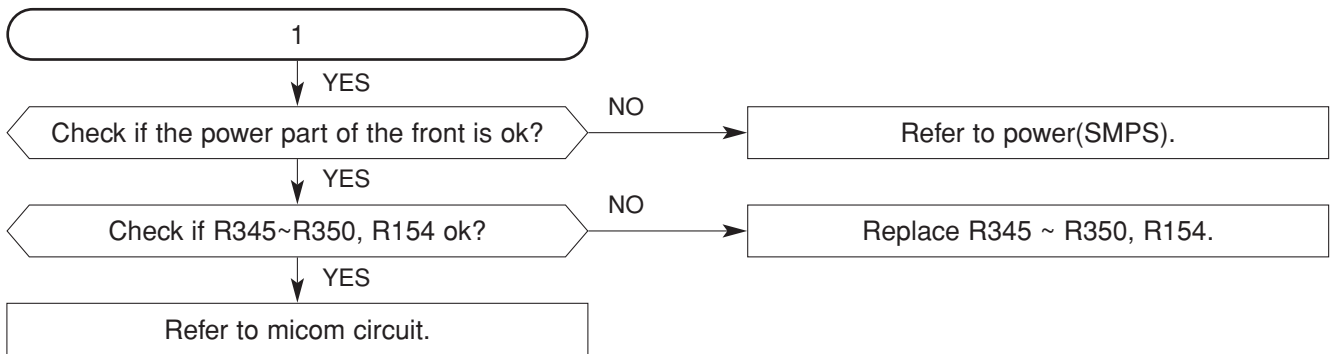 1
YES
Check if the power part of the front is ok?
NO
Refer to power(SMPS).
YES
Check if R345~R350, R154 ok?
NO
Replace R345 ~ R350, R154.
YES
Refer to micom circuit.